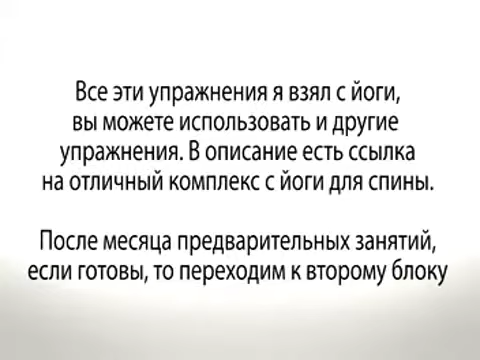 Все эти упражнения я взял с йоги,
вы можете использовать и другие
упражнения. В описание есть ссылка
на отличный комплекс с йоги для спины.
После месяца предварительных занятий,
если готовы, то переходим к второму блоку